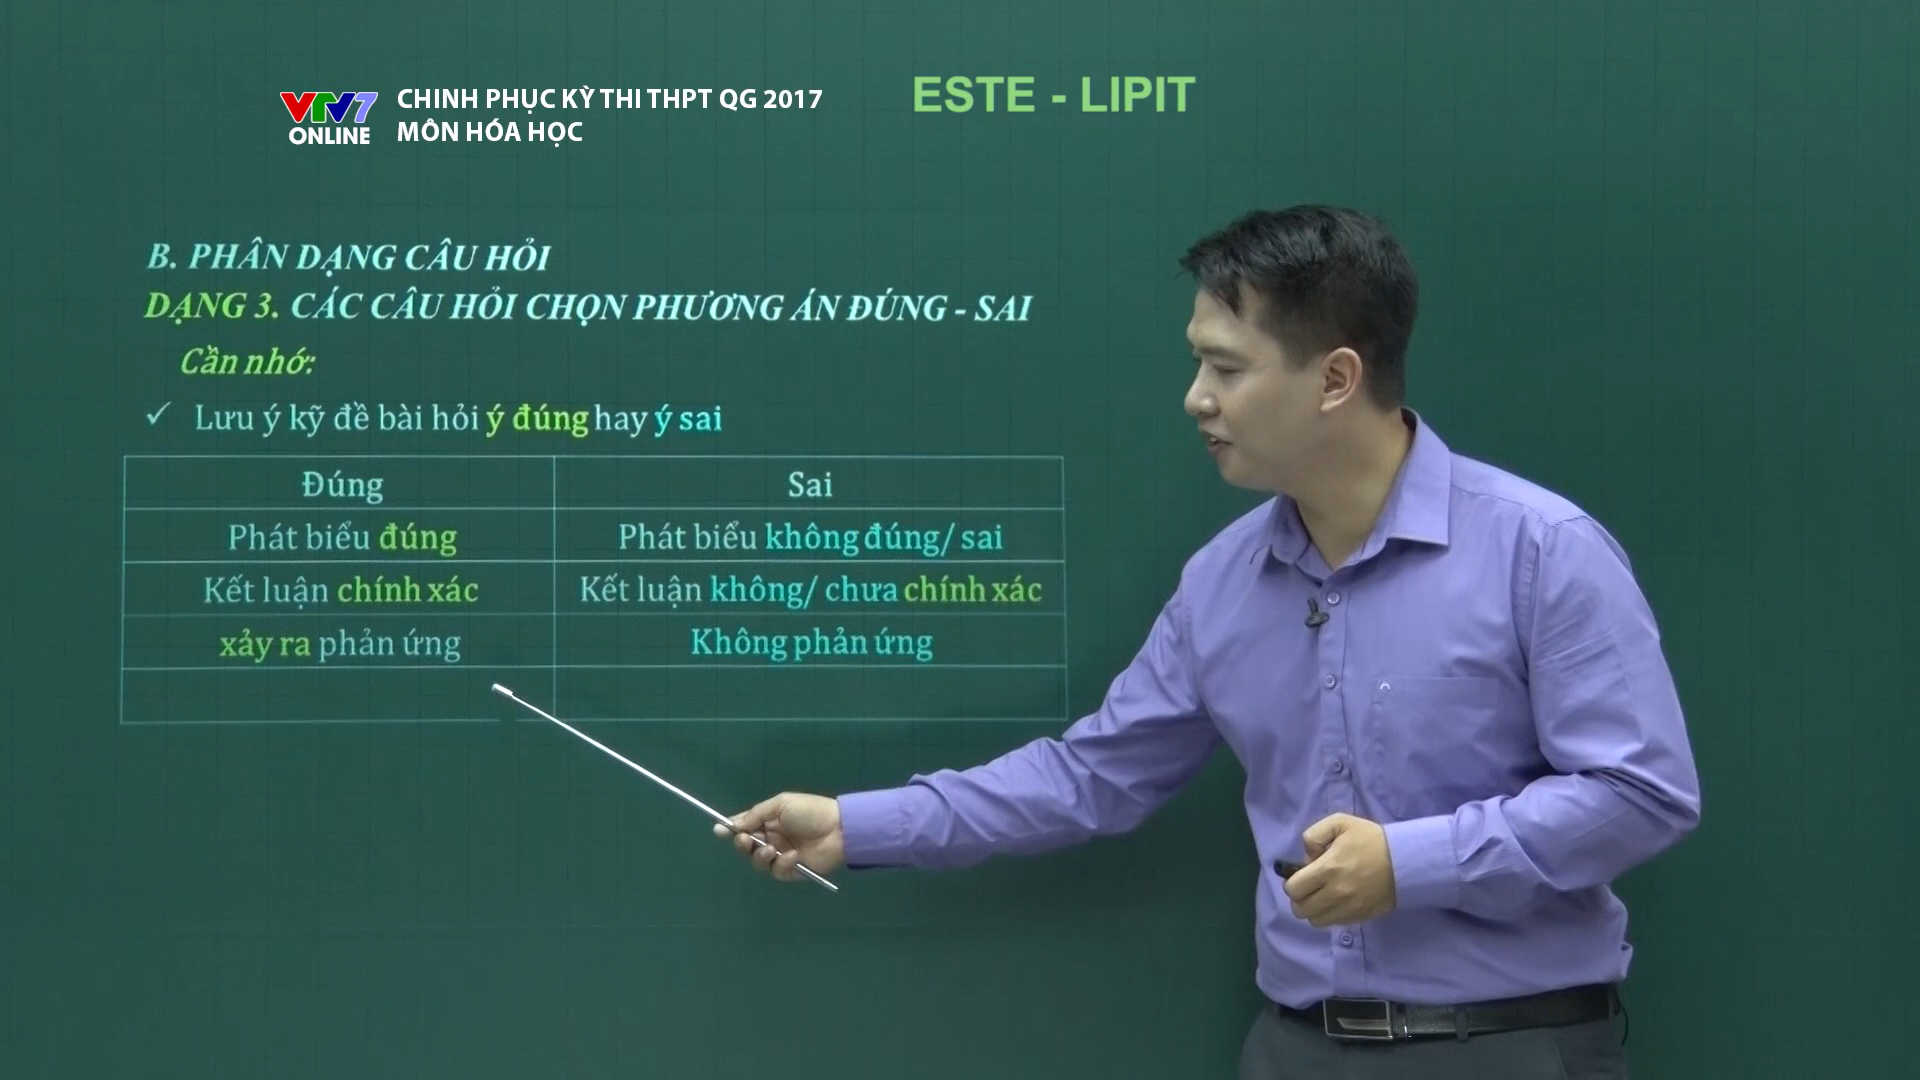 VTV7
ONLINE
CHINH PHỤC KỲ THI THPT QG 2017
MÔN HÓA HỌC
ESTE - LIPIT
B. PHÂN DẠNG CÂU HỎI
DẠNG 3. CÁC CÂU HỎI CHỌN PHƯƠNG ÁN ĐÚNG - SAI
Cần nhớ:
✓ Lưu ý kỹ đề bài hỏi ý đúng hay ý sai
Đúng Sai
Phát biểu đúng Phát biểu không đúng/ sai
Kết luận chính xác Kết luận không/ chưa chính xác
xảy ra phản ứng Không phản ứng